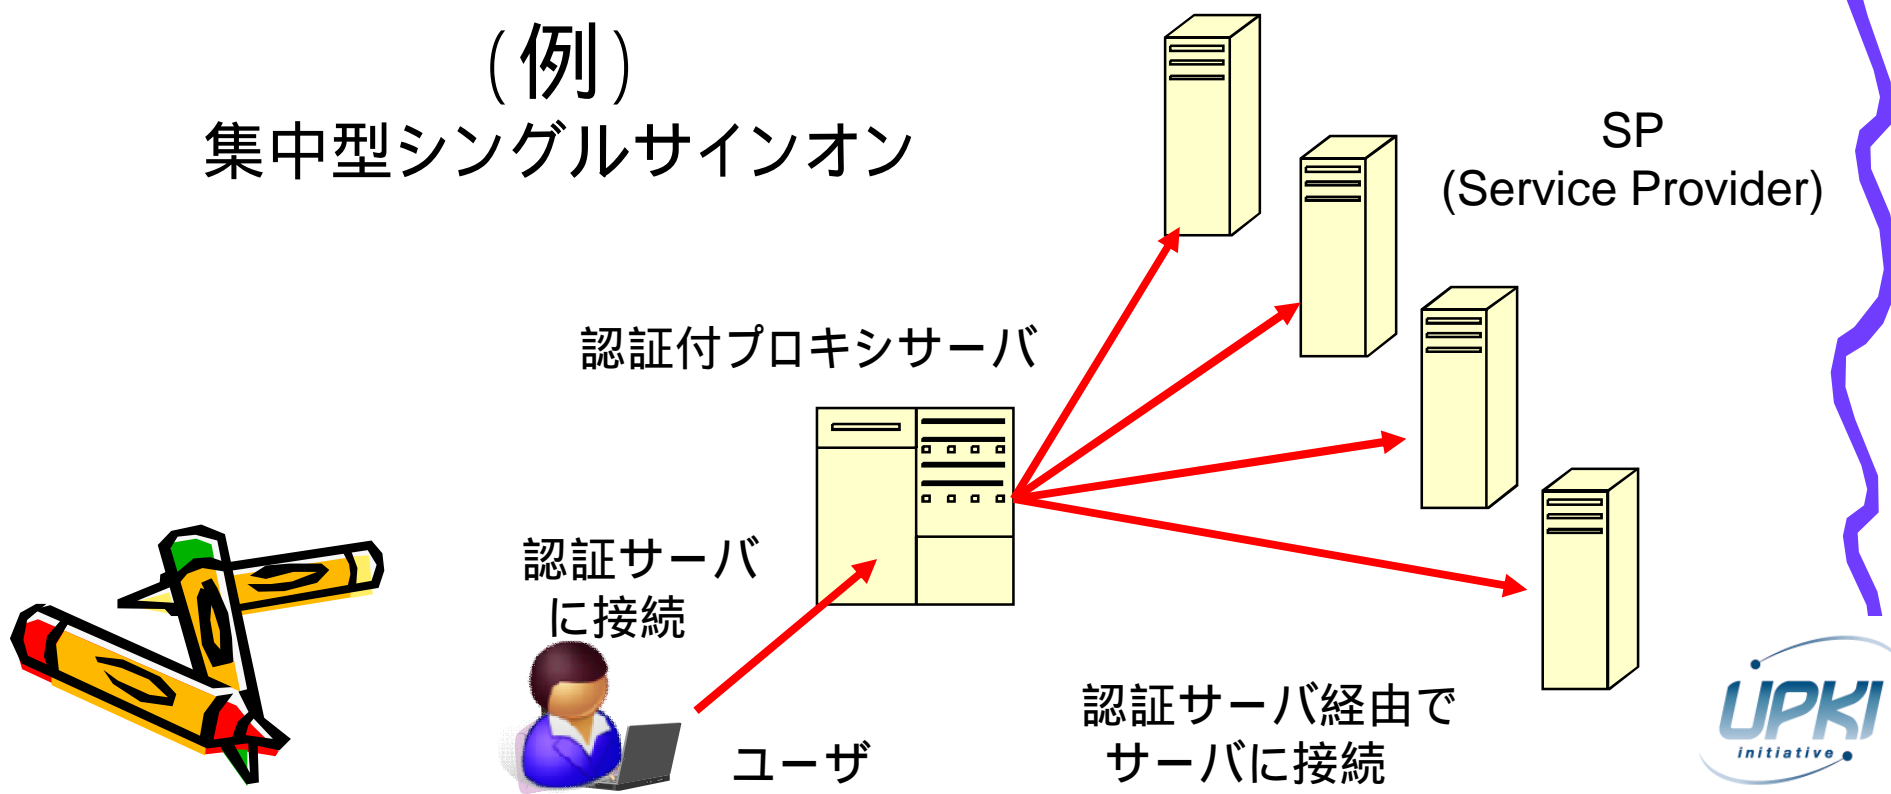 (例)
集中型シングルサインオン
SP
(Service Provider)
認証付プロキシサーバ
認証サーバ
に接続
ユーザ
認証サーバ経由で
サーバに接続
UPKI
initiative